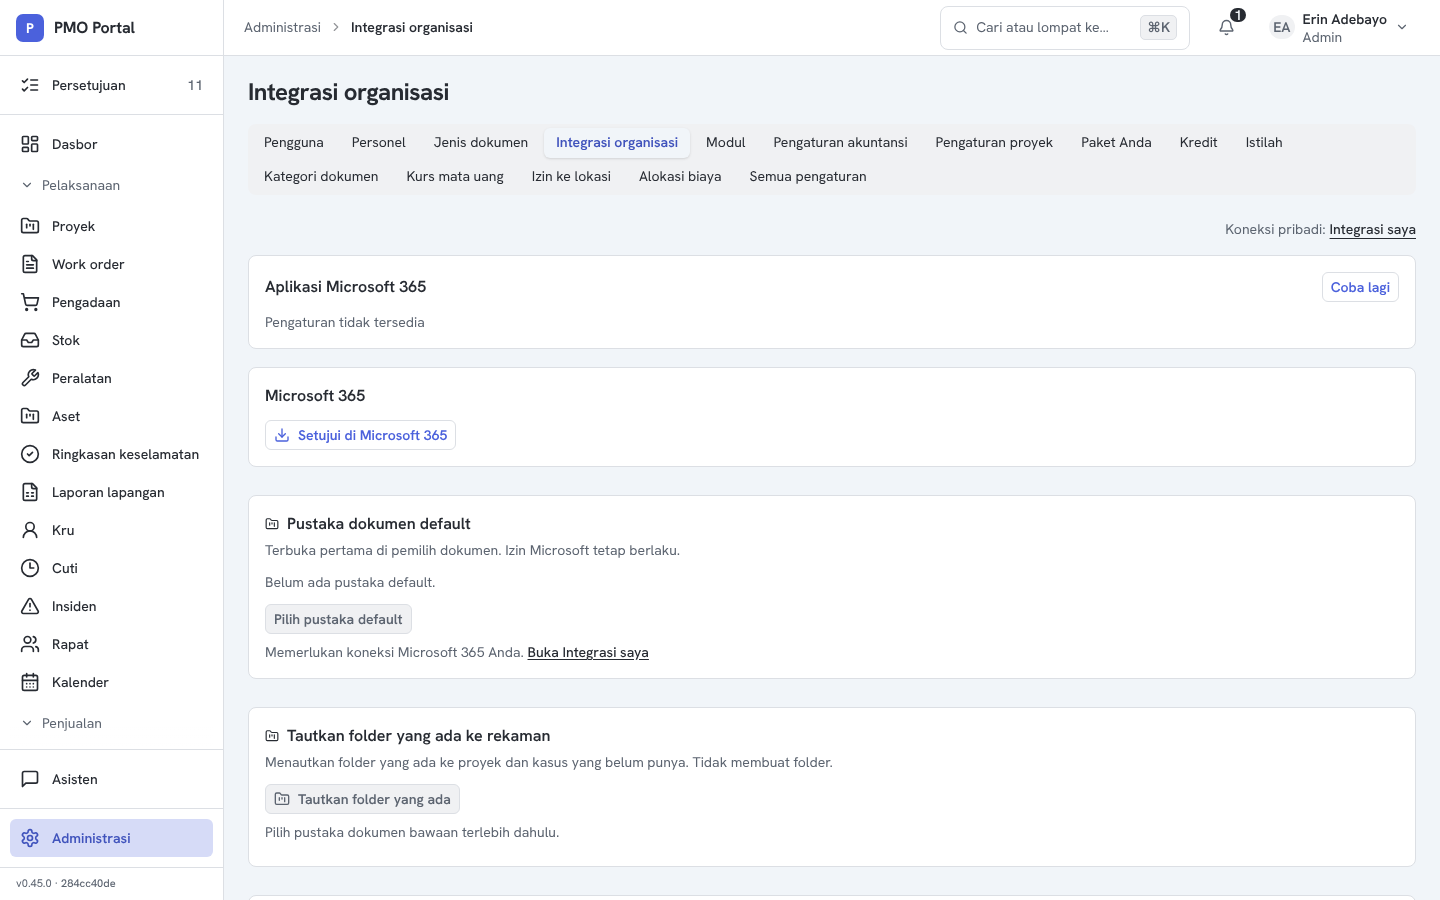 P PMO Portal
Administrasi > Integrasi organisasi
Cari atau lompat ke... ⌘K
1
EA Erin Adebayo
Admin
Persetujuan 11
Dasbor
Pelaksanaan
Proyek
Work order
Pengadaan
Stok
Peralatan
Aset
Ringkasan keselamatan
Laporan lapangan
Kru
Cuti
Insiden
Rapat
Kalender
Penjualan
Asisten
Administrasi
v0.45.0 · 284cc40de
Integrasi organisasi
Pengguna Personel Jenis dokumen Integrasi organisasi Modul Pengaturan akuntansi Pengaturan proyek Paket Anda Kredit Istilah
Kategori dokumen Kurs mata uang Izin ke lokasi Alokasi biaya Semua pengaturan
Koneksi pribadi: Integrasi saya
Aplikasi Microsoft 365
Coba lagi
Pengaturan tidak tersedia
Microsoft 365
Setujui di Microsoft 365
Pustaka dokumen default
Terbuka pertama di pemilih dokumen. Izin Microsoft tetap berlaku.
Belum ada pustaka default.
Pilih pustaka default
Memerlukan koneksi Microsoft 365 Anda. Buka Integrasi saya
Tautkan folder yang ada ke rekaman
Menautkan folder yang ada ke proyek dan kasus yang belum punya. Tidak membuat folder.
Tautkan folder yang ada
Pilih pustaka dokumen bawaan terlebih dahulu.